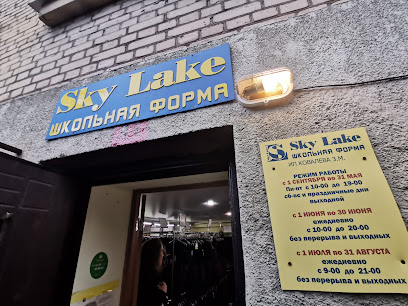 Sky Lake
ШКОЛЬНАЯ ФОРМА
Sky Lake
ШКОЛЬНАЯ ФОРМА
ИП КОВАЛЕВА З.М.
РЕЖИМ РАБОТЫ
с 1 СЕНТЯБРЯ по 31 МАЯ
Пн-пт с 10-00 до 19-00
сб-вс и праздничные дни
выходной
с 1 ИЮНЯ по 30 ИЮНЯ
ежедневно
с 10-00 до 20-00
без перерыва и выходных
с 1 ИЮЛЯ по 31 АВГУСТА
ежедневно
с 9-00 до 21-00
без перерыва и выходных